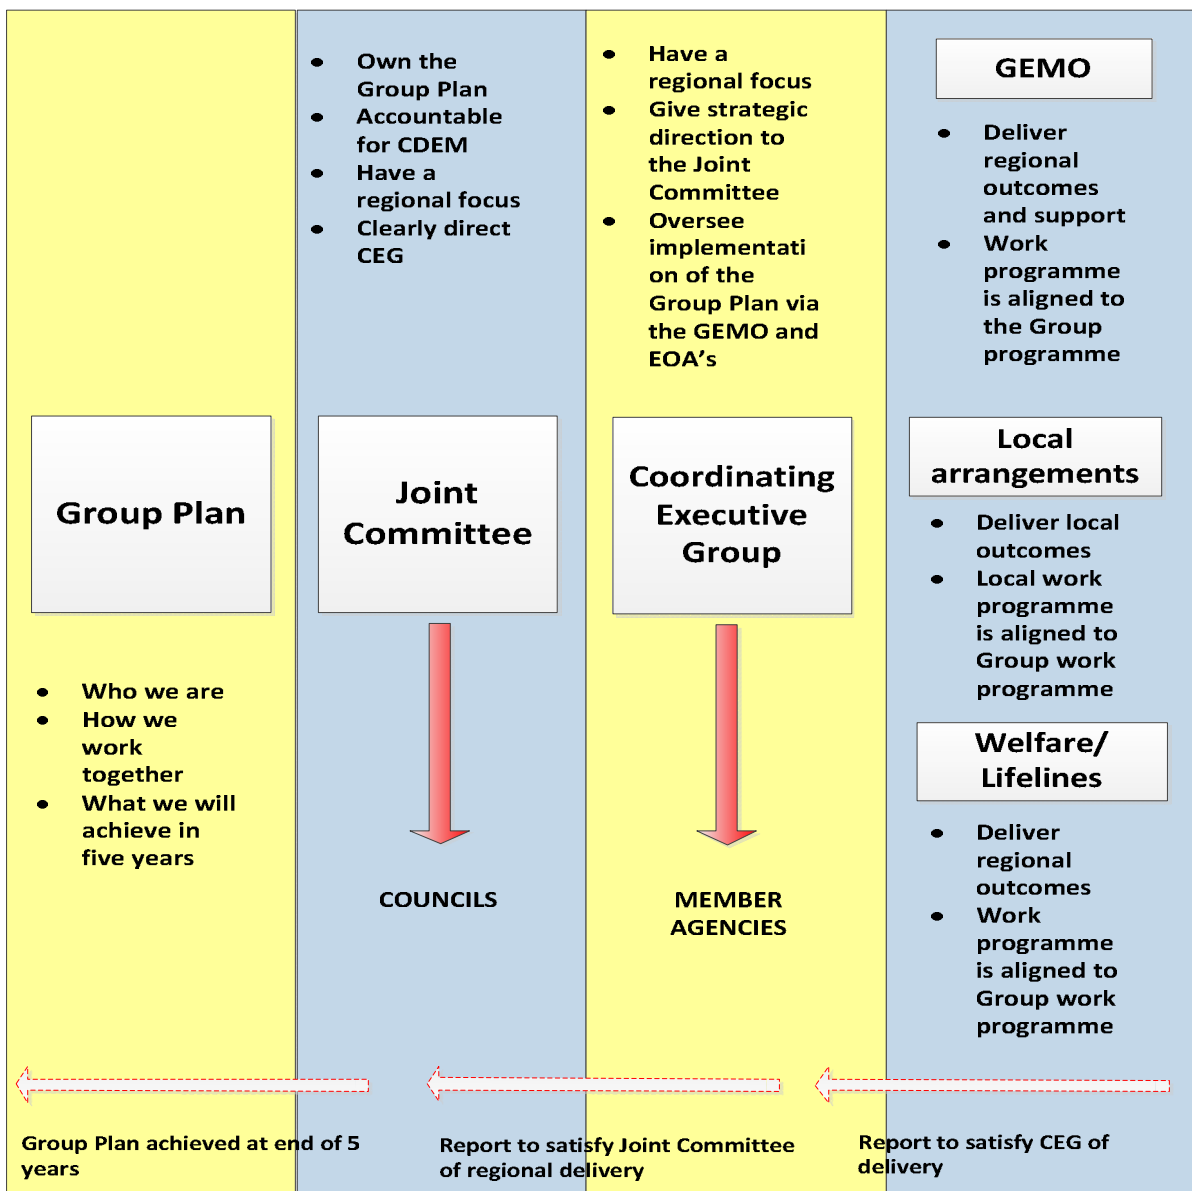 Group Plan
• Who we are
• How we
work
together
• What we will
achieve in
five years
• Own the
Group Plan
• Accountable
for CDEM
• Have a
regional focus
• Clearly direct
CEG
Joint
Committee
COUNCILS
• Have a
regional focus
• Give strategic
direction to
the Joint
Committee
• Oversee
implementati
on of the
Group Plan via
the GEMO and
EOA’s
Coordinating
Executive
Group
MEMBER
AGENCIES
GEMO
• Deliver
regional
outcomes
and support
• Work
programme
is aligned to
the Group
programme
Local
arrangements
• Deliver local
outcomes
• Local work
programme
is aligned to
Group work
programme
Welfare/
Lifelines
• Deliver
regional
outcomes
• Work
programme
is aligned to
Group work
programme
Group Plan achieved at end of 5
years
Report to satisfy Joint Committee
of regional delivery
Report to satisfy CEG of
delivery